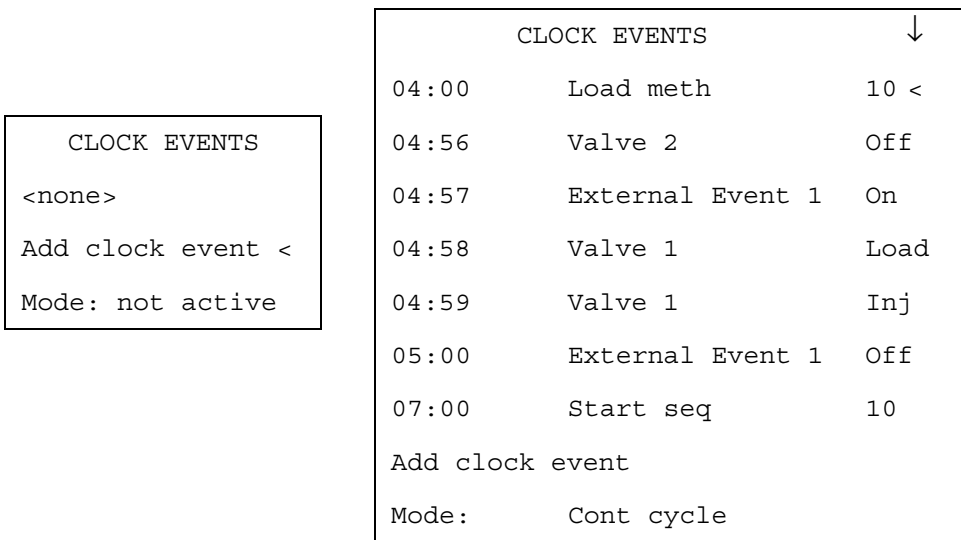 CLOCK EVENTS
<none>
Add clock event <
Mode: not active
CLOCK EVENTS ↓
04:00 Load meth 10 <
04:56 Valve 2 Off
04:57 External Event 1 On
04:58 Valve 1 Load
04:59 Valve 1 Inj
05:00 External Event 1 Off
07:00 Start seq 10
Add clock event
Mode: Cont cycle